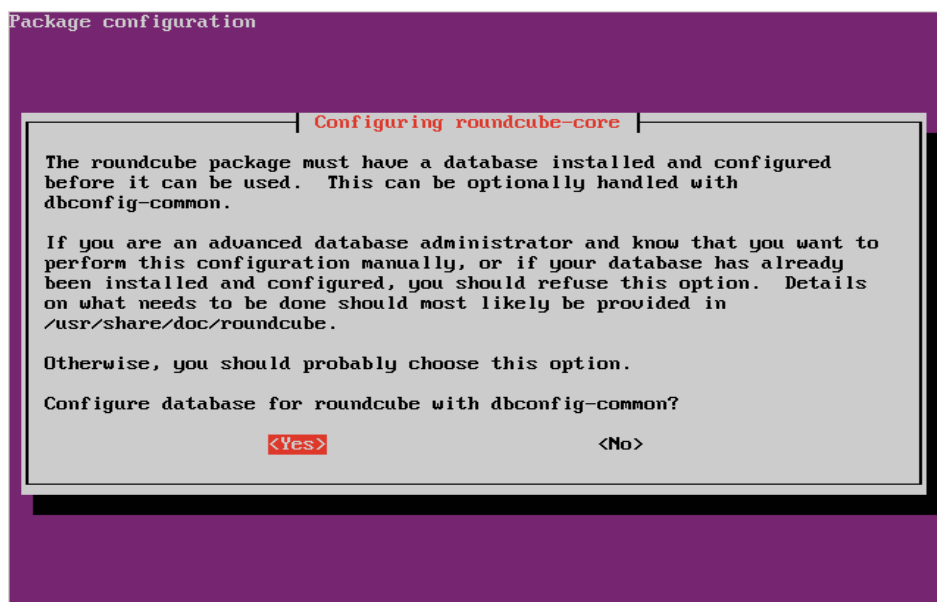 Package configuration
Configuring roundcube-core
The roundcube package must have a database installed and configured
before it can be used.  This can be optionally handled with
dbconfig-common.
If you are an advanced database administrator and know that you want to
perform this configuration manually, or if your database has already
been installed and configured, you should refuse this option.  Details
on what needs to be done should most likely be provided in
/usr/share/doc/roundcube.
Otherwise, you should probably choose this option.
Configure database for roundcube with dbconfig-common?
<Yes> <No>